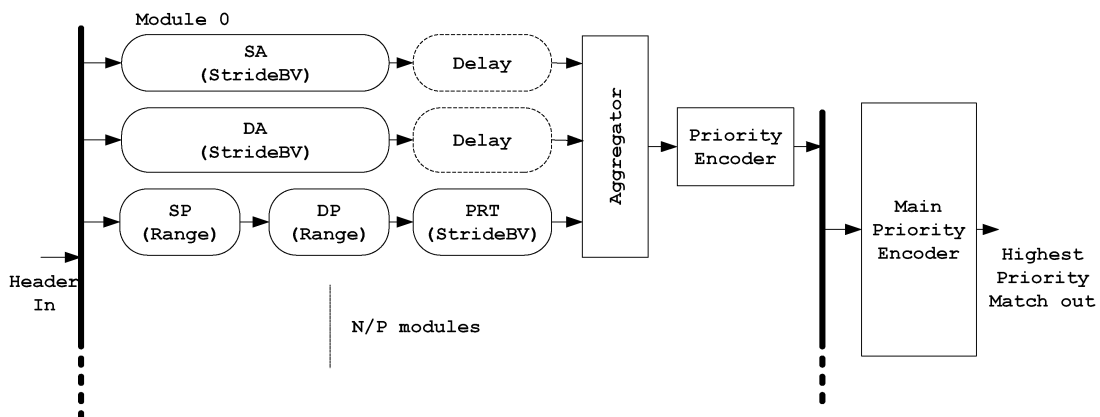 Module 0
SA
(StrideBV)
Delay
DA
(StrideBV)
Delay
SP
(Range)
DP
(Range)
PRT
(StrideBV)
Aggregator
Priority
Encoder
Main
Priority
Encoder
Header
In
Highest
Priority
Match out
N/P modules